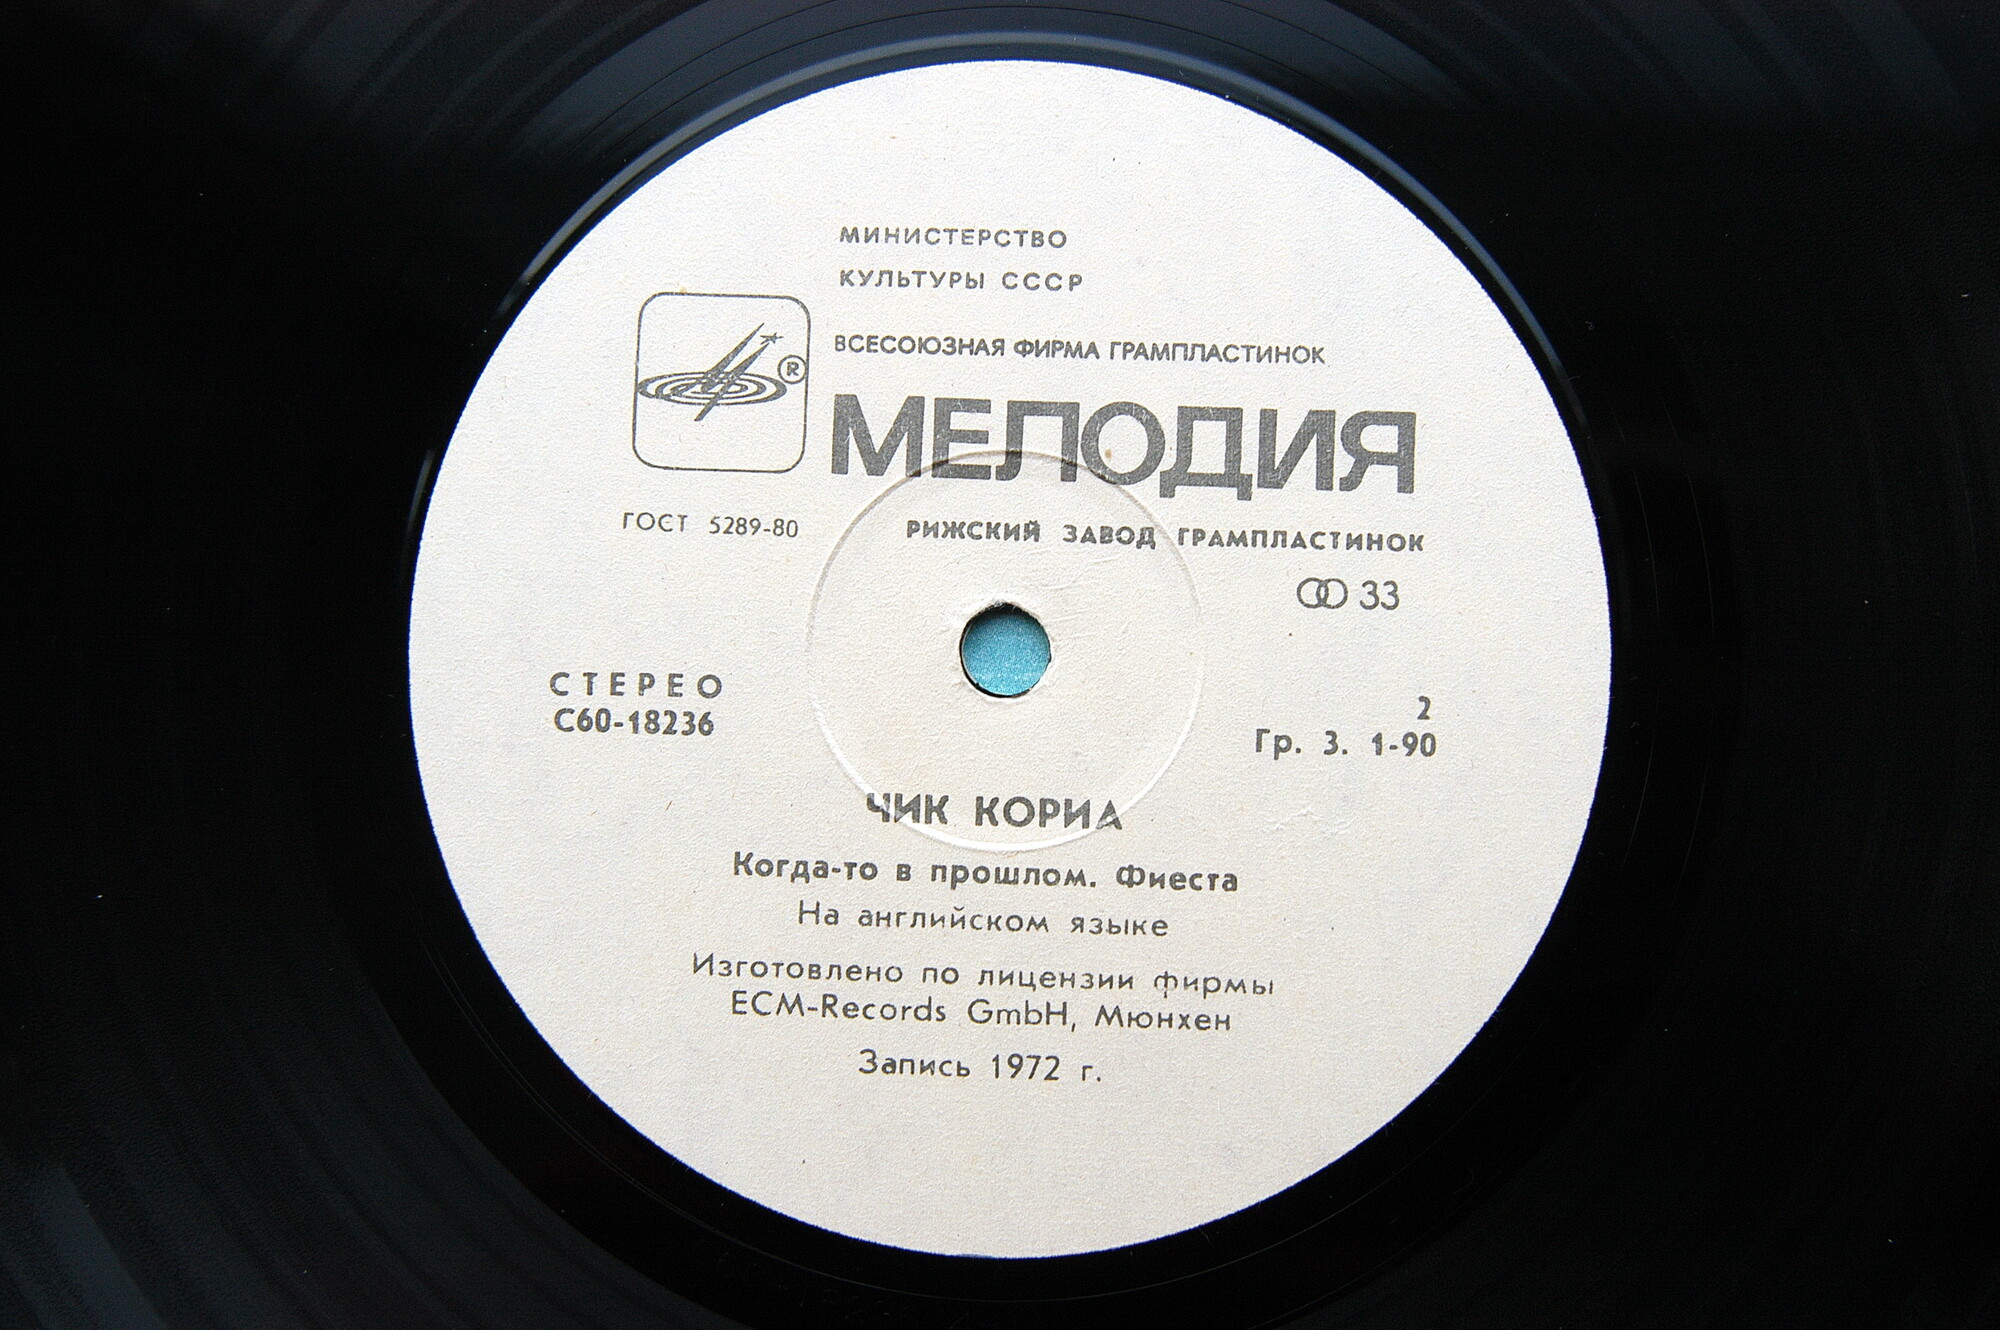 МИНИСТЕРСТВО
КУЛЬТУРЫ СССР
ВСЕСОЮЗНАЯ ФИРМА ГРАМПЛАСТИНОК
®
МЕЛОДИЯ
ГОСТ 5289-80
РИЖСКИЙ ЗАВОД ГРАМПЛАСТИНОК
33
СТЕРЕО
С60-18236
2
Гр. 3. 1-90
ЧИК КОРИА
Когда-то в прошлом. Фиеста
На английском языке
Изготовлено по лицензии фирмы
ECM-Records GmbH, Мюнхен
Запись 1972 г.